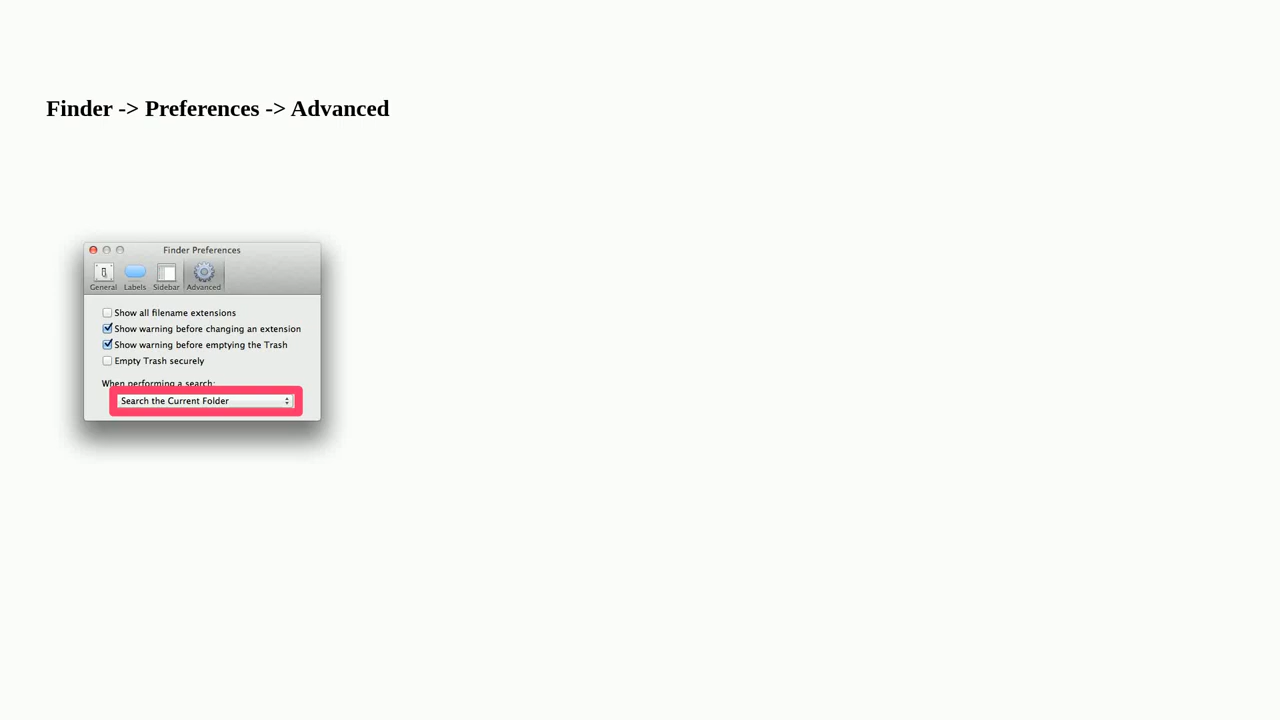 Finder -> Preferences -> Advanced
Finder Preferences
General Labels Sidebar Advanced
Show all filename extensions
Show warning before changing an extension
Show warning before emptying the Trash
Empty Trash securely
When performing a search:
Search the Current Folder